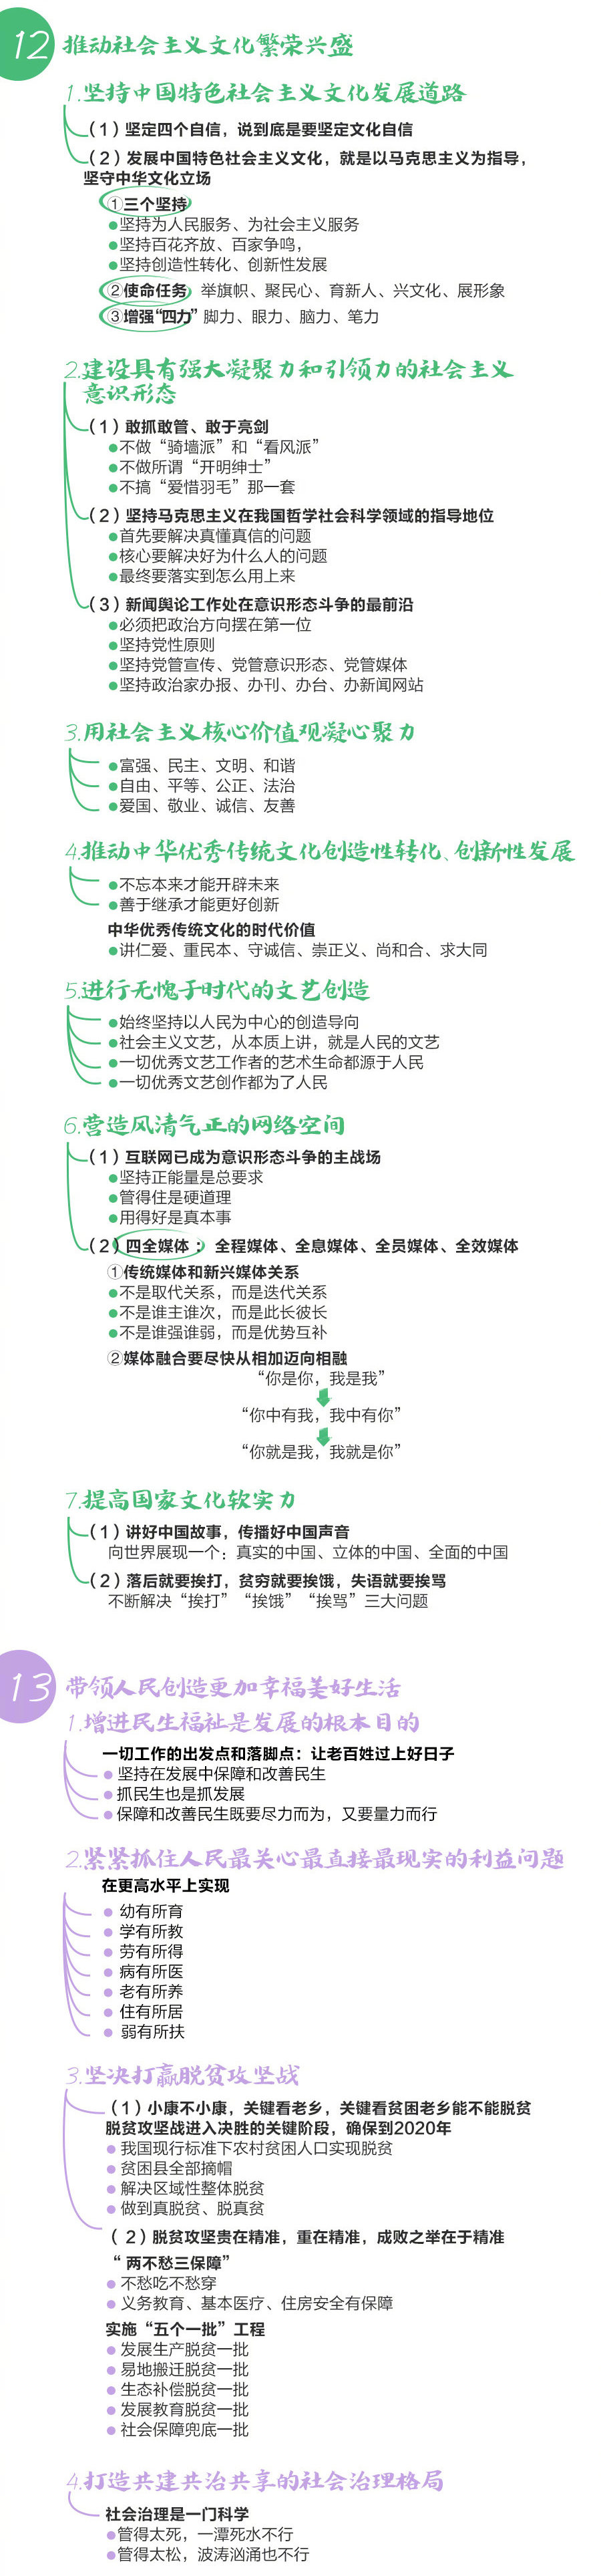 12 推动社会主义文化繁荣兴盛
1.坚持中国特色社会主义文化发展道路
（1）坚定四个自信，说到底是要坚定文化自信
（2）发展中国特色社会主义文化，就是以马克思主义为指导，
坚守中华文化立场
①三个坚持
●坚持为人民服务、为社会主义服务
●坚持百花齐放、百家争鸣，
●坚持创造性转化、创新性发展
②使命任务 举旗帜、聚民心、育新人、兴文化、展形象
③增强“四力” 脚力、眼力、脑力、笔力
2.建设具有强大凝聚力和引领力的社会主义
意识形态
（1）敢抓敢管、敢于亮剑
●不做“骑墙派”和“看风派”
●不做所谓“开明绅士”
●不搞“爱惜羽毛”那一套
（2）坚持马克思主义在我国哲学社会科学领域的指导地位
●首先要解决真懂真信的问题
●核心要解决好为什么人的问题
●最终要落实到怎么用上来
（3）新闻舆论工作处在意识形态斗争的最前沿
●必须把政治方向摆在第一位
●坚持党性原则
●坚持党管宣传、党管意识形态、党管媒体
●坚持政治家办报、办刊、办台、办新闻网站
3.用社会主义核心价值观凝心聚力
●富强、民主、文明、和谐
●自由、平等、公正、法治
●爱国、敬业、诚信、友善
4.推动中华优秀传统文化创造性转化、创新性发展
●不忘本来才能开辟未来
●善于继承才能更好创新
中华优秀传统文化的时代价值
●讲仁爱、重民本、守诚信、崇正义、尚和合、求大同
5.进行无愧于时代的文艺创造
●始终坚持以人民为中心的创造导向
●社会主义文艺，从本质上讲，就是人民的文艺
●一切优秀文艺工作者的艺术生命都源于人民
●一切优秀文艺创作都为了人民
6.营造风清气正的网络空间
（1）互联网已成为意识形态斗争的主战场
●坚持正能量是总要求
●管得住是硬道理
●用得好是真本事
（2）四全媒体： 全程媒体、全息媒体、全员媒体、全效媒体
①传统媒体和新兴媒体关系
●不是取代关系，而是迭代关系
●不是谁主谁次，而是此长彼长
●不是谁强谁弱，而是优势互补
②媒体融合要尽快从相加迈向相融
“你是你，我是我”
“你中有我，我中有你”
“你就是我，我就是你”
7.提高国家文化软实力
（1）讲好中国故事，传播好中国声音
向世界展现一个：真实的中国、立体的中国、全面的中国
（2）落后就要挨打，贫穷就要挨饿，失语就要挨骂
不断解决“挨打”“挨饿”“挨骂”三大问题
13 带领人民创造更加幸福美好生活
1.增进民生福祉是发展的根本目的
一切工作的出发点和落脚点：让老百姓过上好日子
● 坚持在发展中保障和改善民生
● 抓民生也是抓发展
● 保障和改善民生既要尽力而为，又要量力而行
2.紧紧抓住人民最关心最直接最现实的利益问题
在更高水平上实现
● 幼有所育
● 学有所教
● 劳有所得
● 病有所医
● 老有所养
● 住有所居
● 弱有所扶
3.坚决打赢脱贫攻坚战
（1）小康不小康，关键看老乡，关键看贫困老乡能不能脱贫
脱贫攻坚战进入决胜的关键阶段，确保到2020年
● 我国现行标准下农村贫困人口实现脱贫
● 贫困县全部摘帽
● 解决区域性整体脱贫
● 做到真脱贫、脱真贫
（ 2）脱贫攻坚贵在精准，重在精准，成败之举在于精准
“ 两不愁三保障”
● 不愁吃不愁穿
● 义务教育、基本医疗、住房安全有保障
实施“五个一批”工程
● 发展生产脱贫一批
● 易地搬迁脱贫一批
● 生态补偿脱贫一批
● 发展教育脱贫一批
● 社会保障兜底一批
4.打造共建共治共享的社会治理格局
社会治理是一门科学
●管得太死，一潭死水不行
●管得太松，波涛汹涌也不行